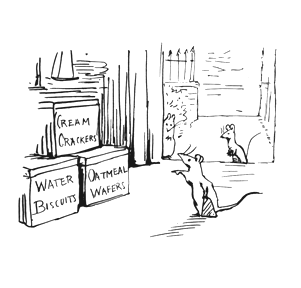 CREAM
CRACKERS
WATER
BISCUITS
OATMEAL
WAFERS